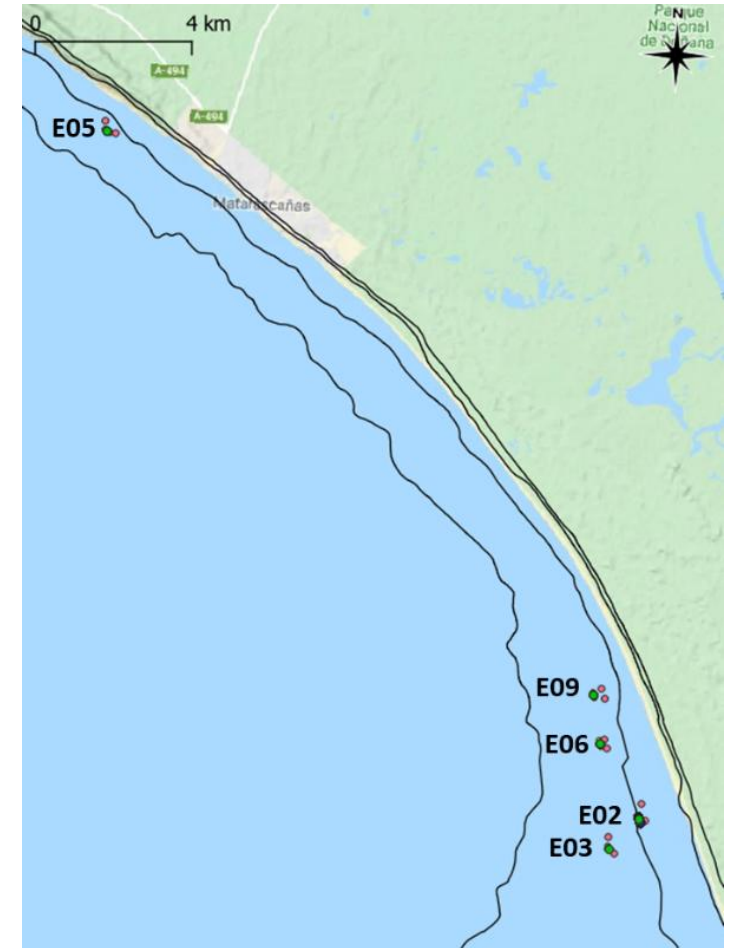 0 4 km
Parque
N
Nacional
de Doñana
A-494
A-494
E05
Matalascañas
E09
E06
E02
E03